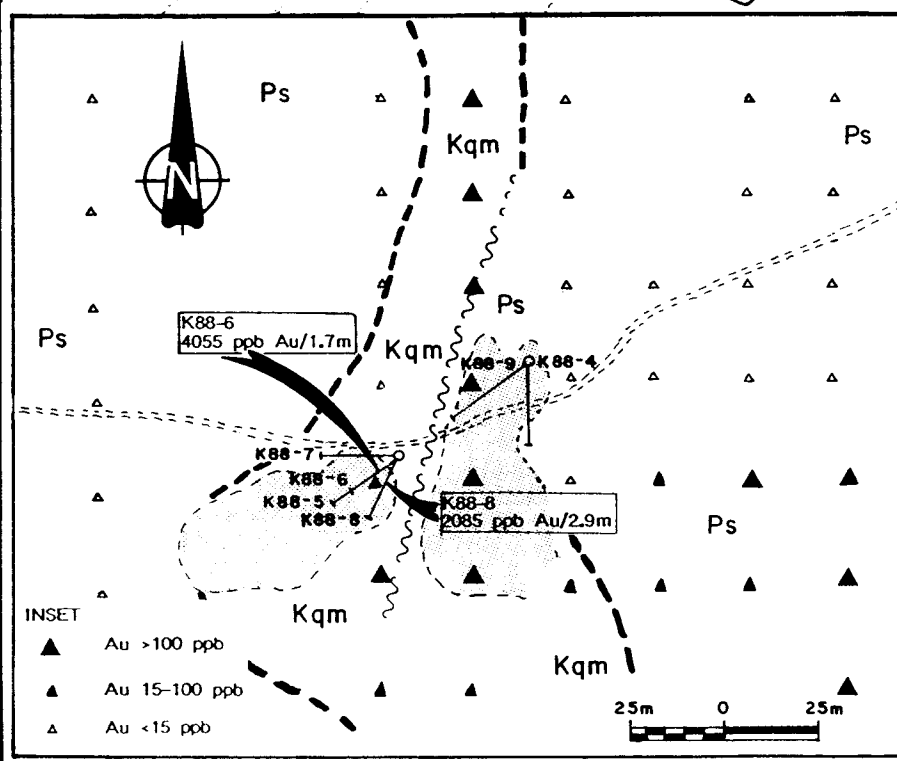 Ps
Kqm
Ps
N
Ps
K88-6
4055 ppb Au/1.7m
Ps
Kqm
K88-9
K88-4
K88-7
K88-6
K88-5
K88-8
K88-8
2085 ppb Au/2.9m
Ps
Kqm
Kqm
INSET
Au >100 ppb
Au 15-100 ppb
Au <15 ppb
25m 0 25m